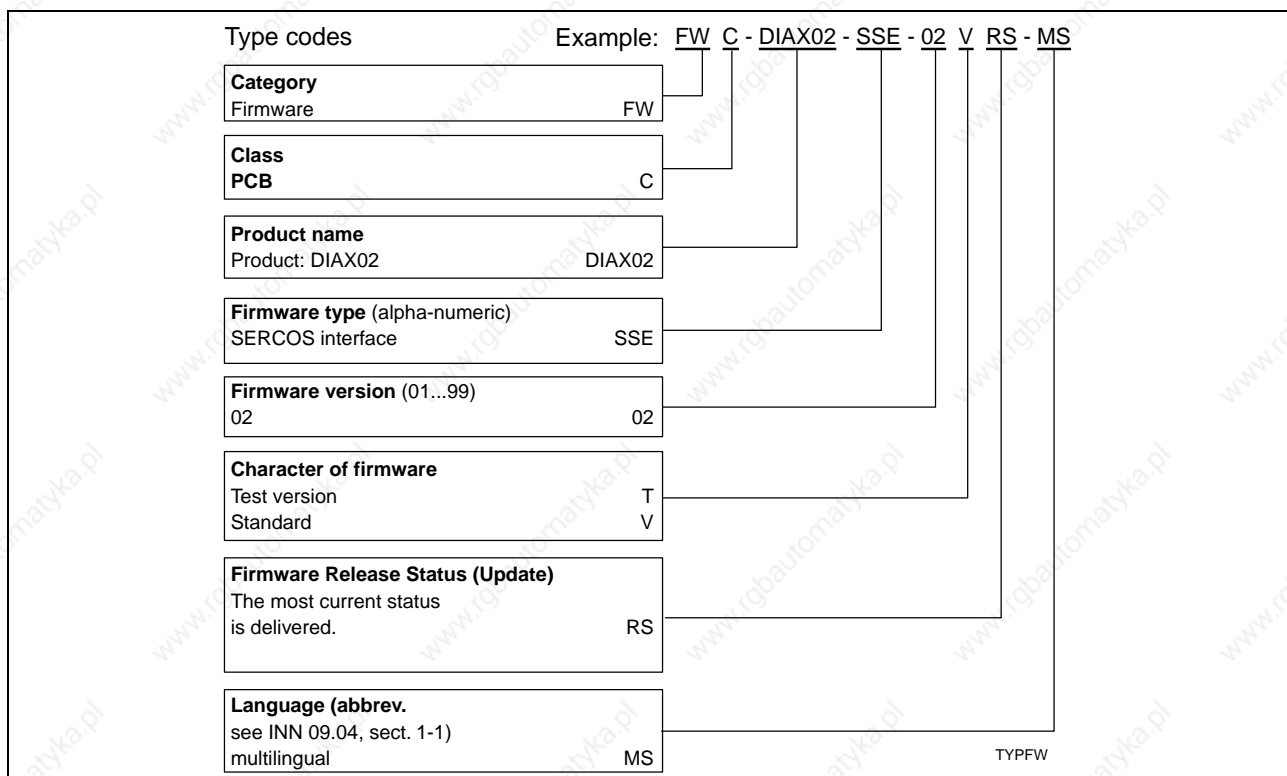 Type codes Example: FW C - DIAX02 - SSE - 02 V RS - MS
Category
Firmware FW
Class
PCB C
Product name
Product: DIAX02 DIAX02
Firmware type (alpha-numeric)
SERCOS interface SSE
Firmware version (01...99)
02 02
Character of firmware
Test version T
Standard V
Firmware Release Status (Update)
The most current status
is delivered. RS
Language (abbrev.
see INN 09.04, sect. 1-1)
multilingual MS
TYPFW
www.rgbautomatyka.pl